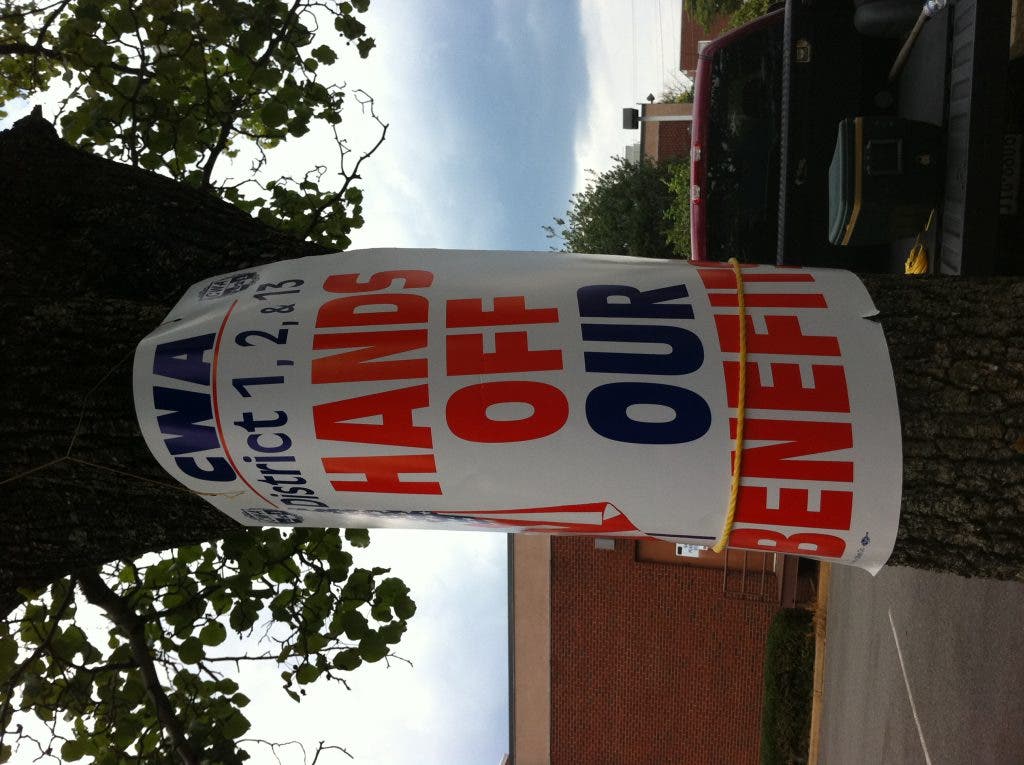 CWA
District 1, 2, & 13
HANDS
OFF
OUR
BENEFIT